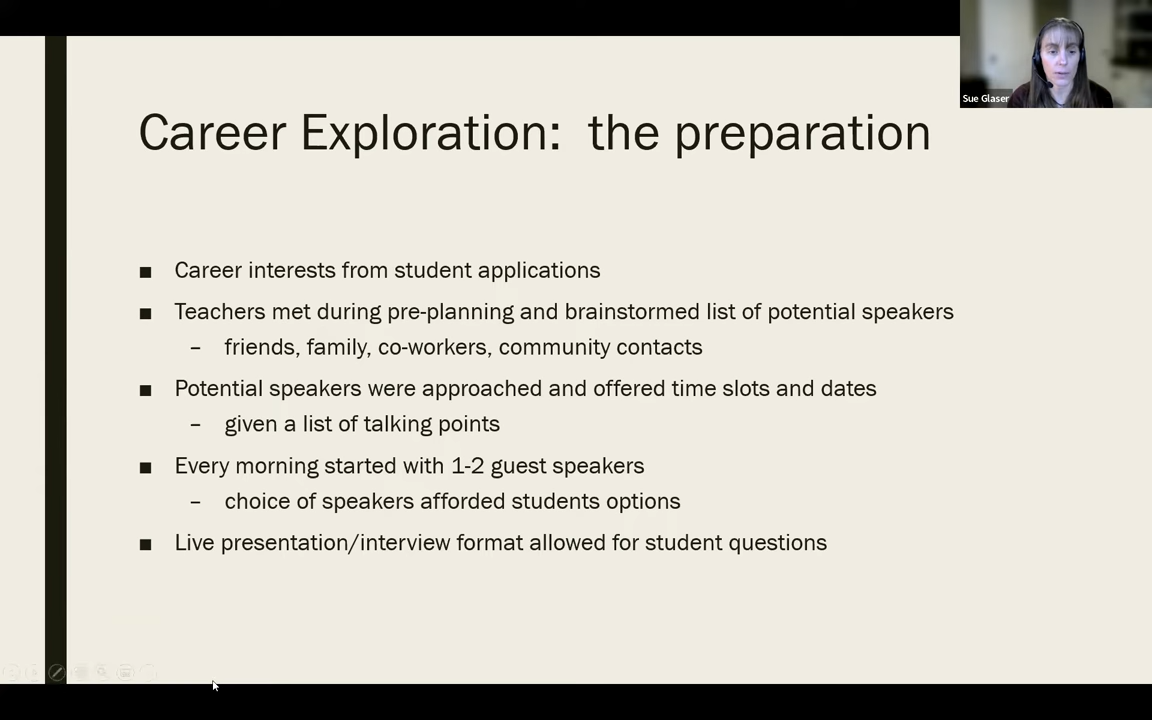 Sue Glaser
Career Exploration: the preparation
■ Career interests from student applications
■ Teachers met during pre-planning and brainstormed list of potential speakers
– friends, family, co-workers, community contacts
■ Potential speakers were approached and offered time slots and dates
– given a list of talking points
■ Every morning started with 1-2 guest speakers
– choice of speakers afforded students options
■ Live presentation/interview format allowed for student questions